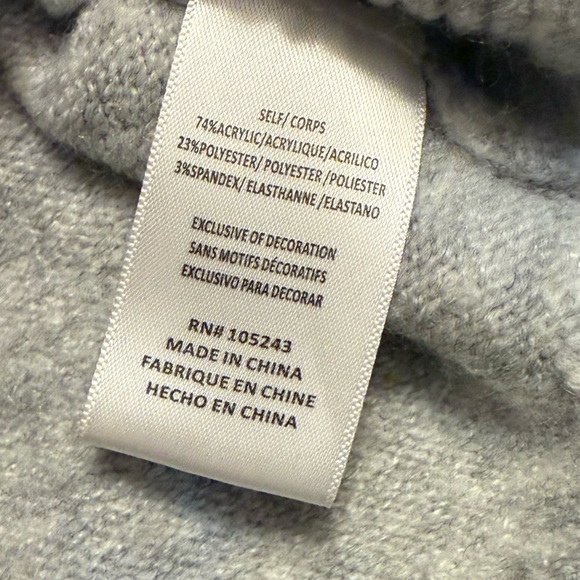 SELF/ CORPS
74%ACRYLIC/ACRYLIQUE/ACRILICO
23%POLYESTER/ POLYESTER /POLIESTER
3%SPANDEX/ ELASTHANNE /ELASTANO
EXCLUSIVE OF DECORATION
SANS MOTIFS DÉCORATIFS
EXCLUSIVO PARA DECORAR
RN# 105243
MADE IN CHINA
FABRIQUE EN CHINE
HECHO EN CHINA